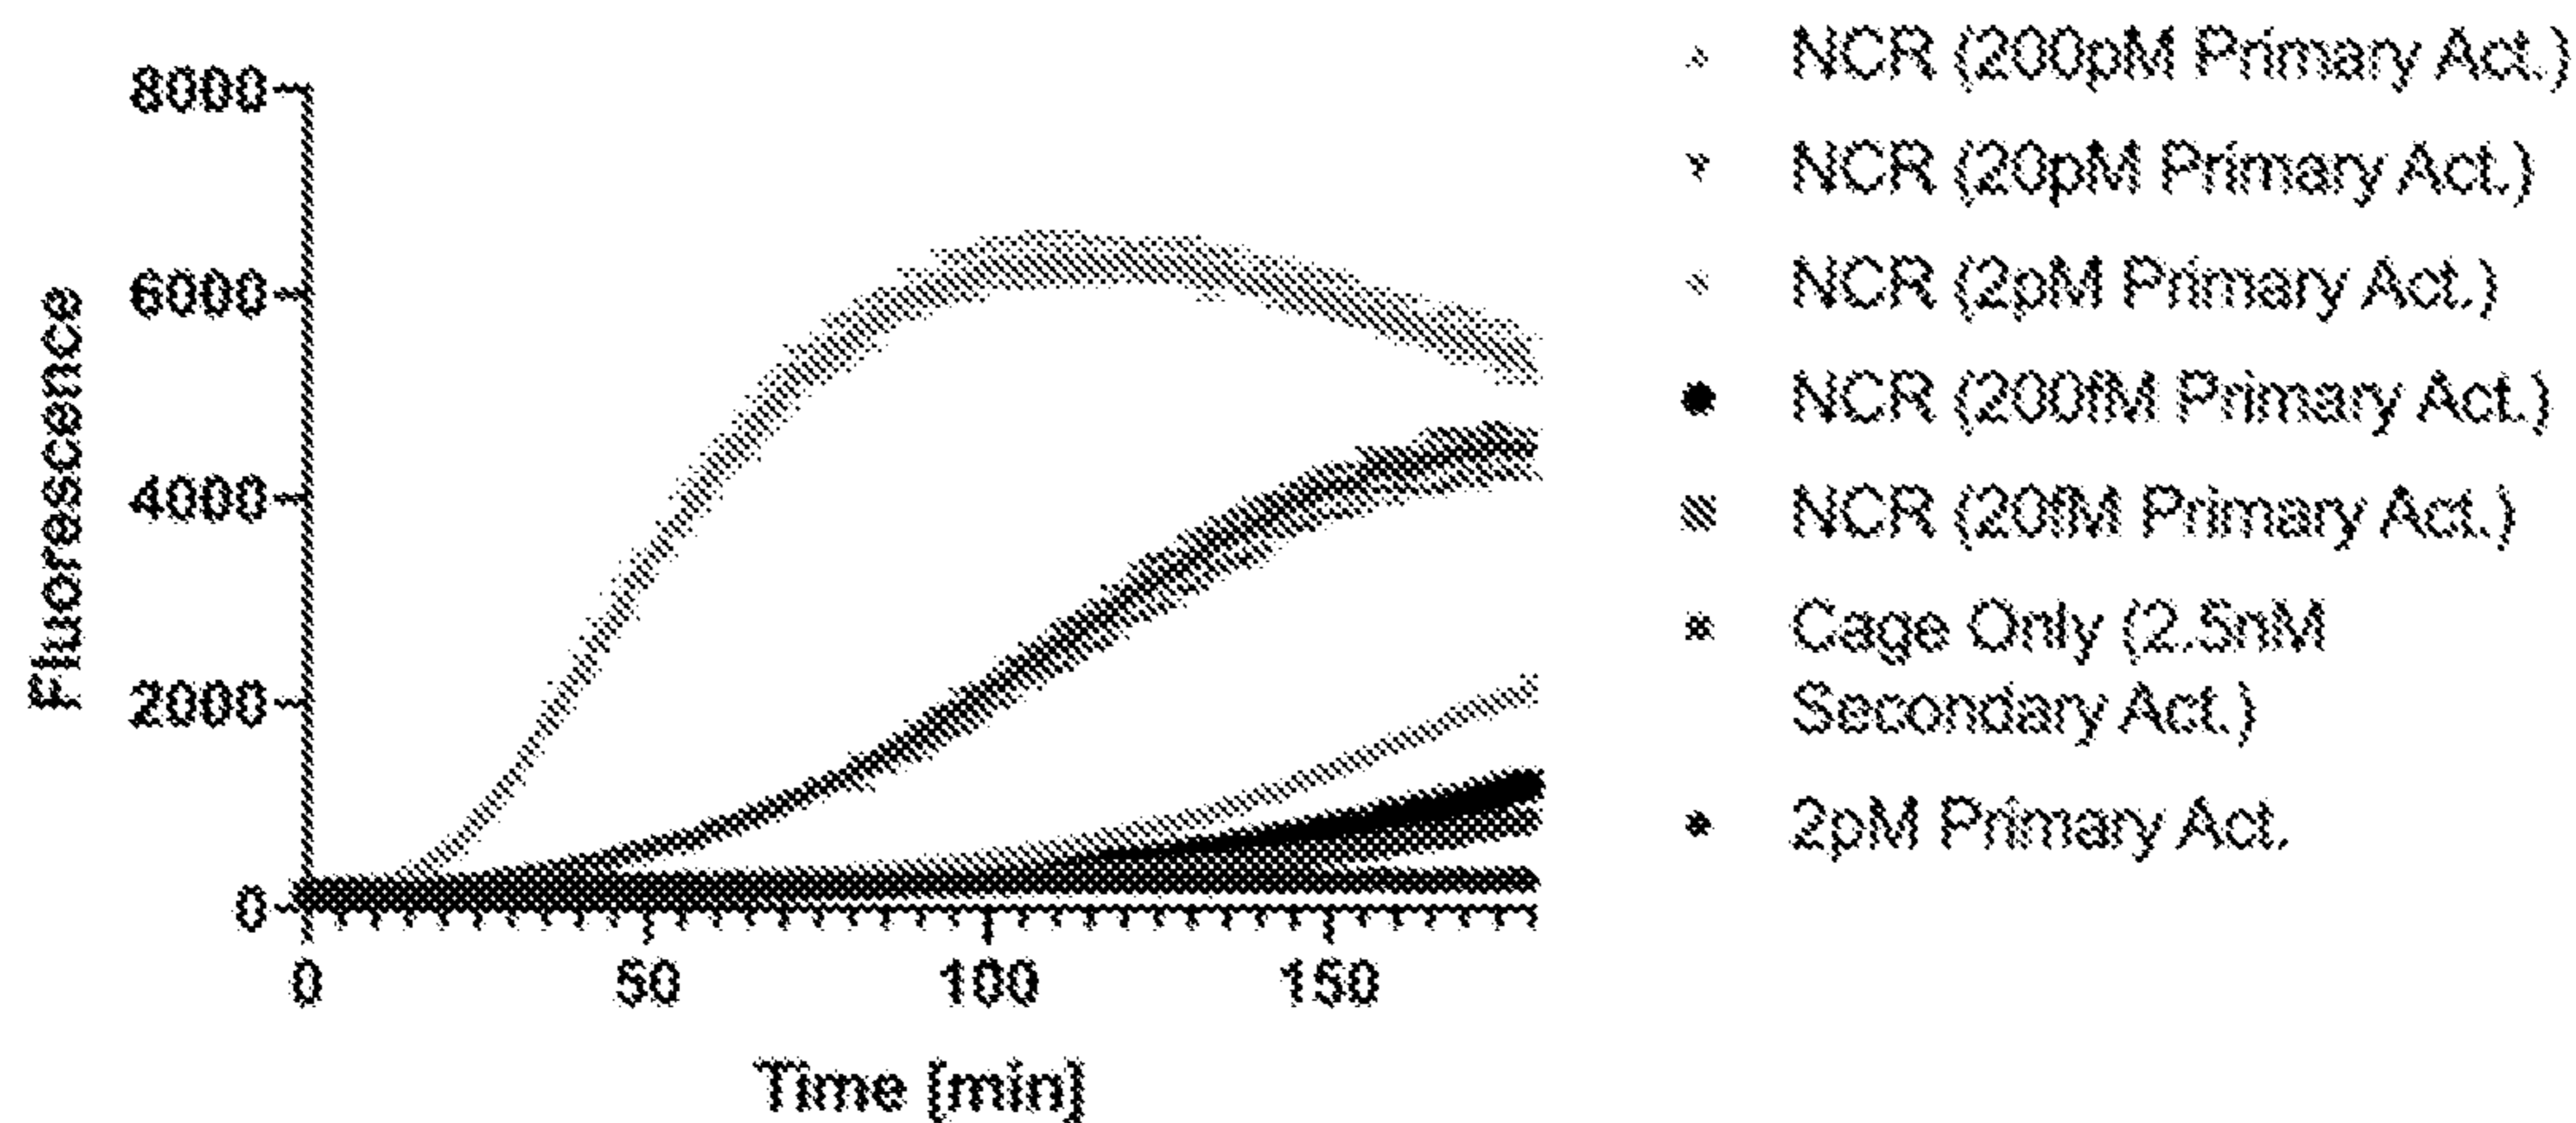 8000
6000
4000
2000
0
Fluorescence
0
50
100
150
Time [min]
NCR (200pM Primary Act.)
NCR (20pM Primary Act.)
NCR (2pM Primary Act.)
NCR (200fM Primary Act.)
NCR (20fM Primary Act.)
Cage Only (2.5nM
Secondary Act.)
2pM Primary Act.